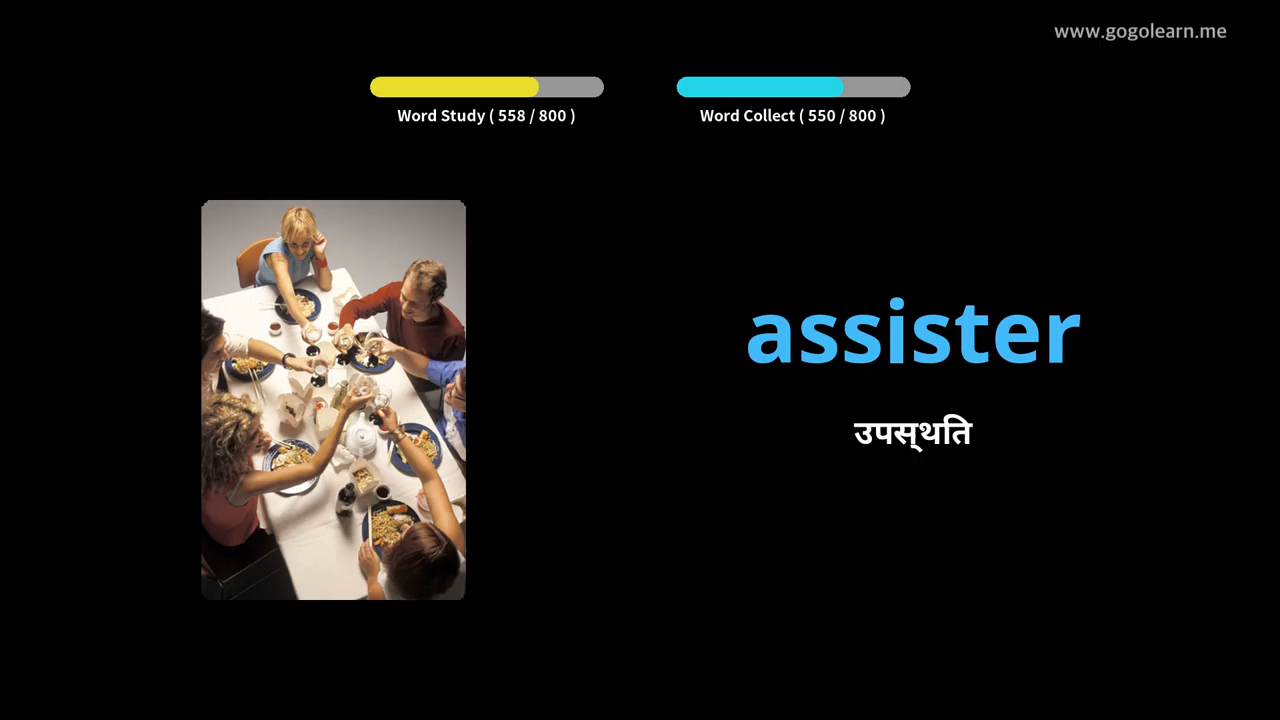 www.gogolearn.me
Word Study ( 558 / 800 )
Word Collect ( 550 / 800 )
assister
उपस्थति